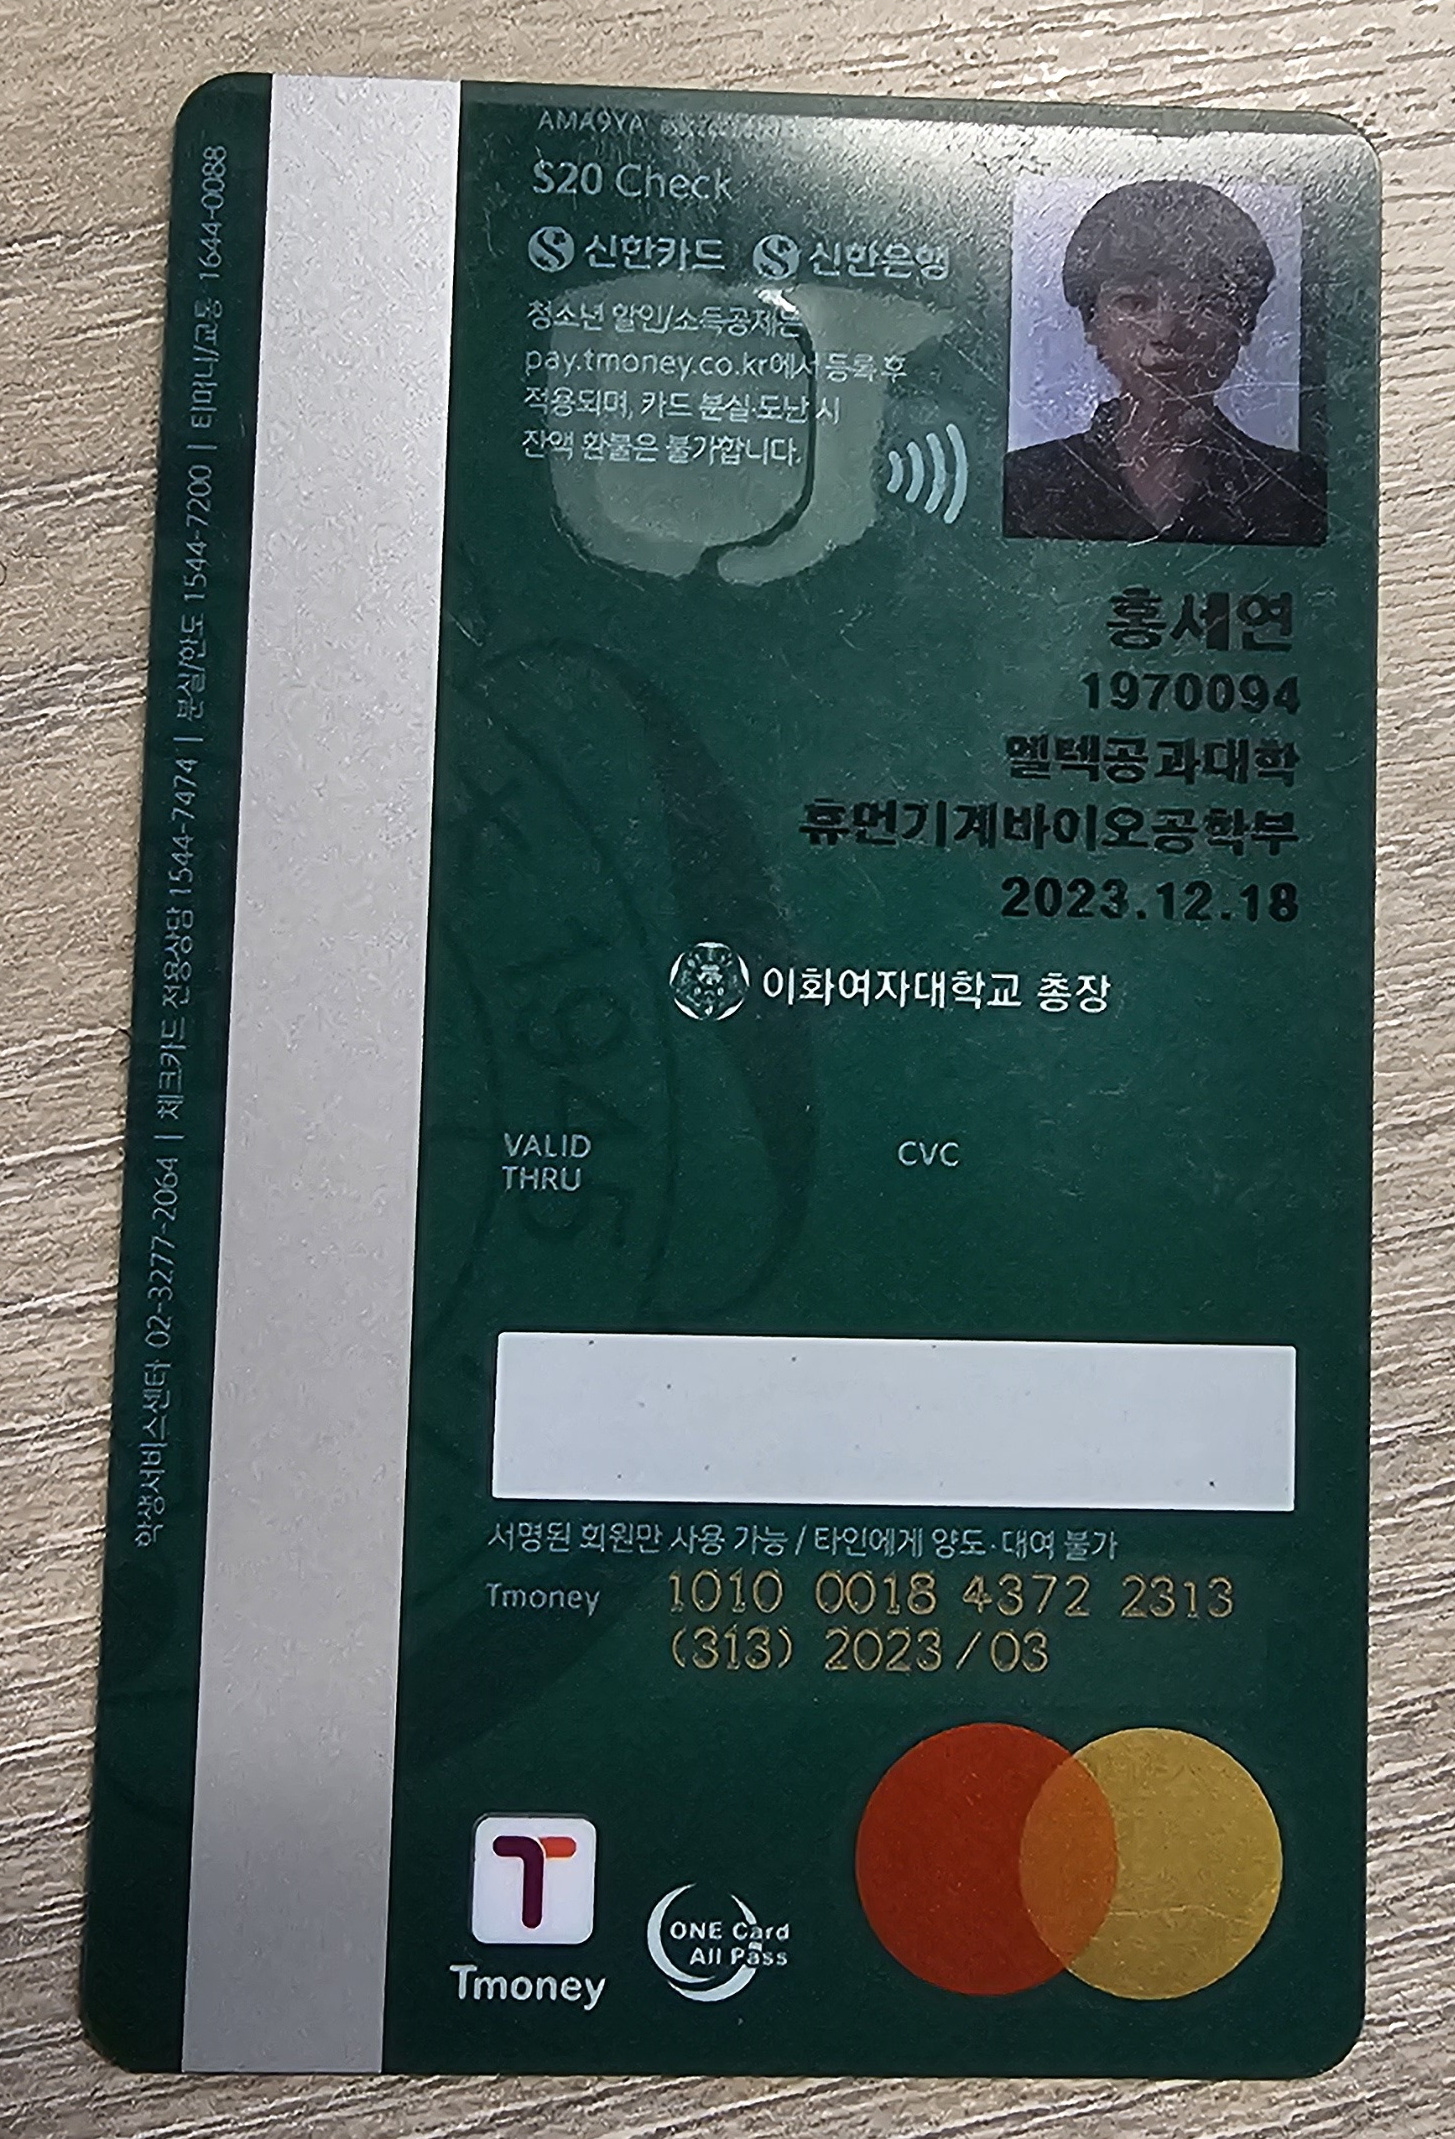 AMA9YA
S20 Check
신한카드 신한은행
청소년 할인/소득공제는
pay.tmoney.co.kr에서 등록 후
적용되며, 카드 분실·도난 시
잔액 환불은 불가합니다.
홍세연
1970094
엘텍공과대학
휴먼기계바이오공학부
2023.12.18
이화여자대학교 총장
1945
VALID
THRU
CVC
서명된 회원만 사용 가능 / 타인에게 양도·대여 불가
Tmoney 1010 0018 4372 2313
(313) 2023/03
Tmoney
ONE Card
All Pass
학생서비스센터 02-3277-2064 | 체크카드 전용상담 1544-7474 | 분실/한도 1544-7200 | 티머니/교통 1644-0088